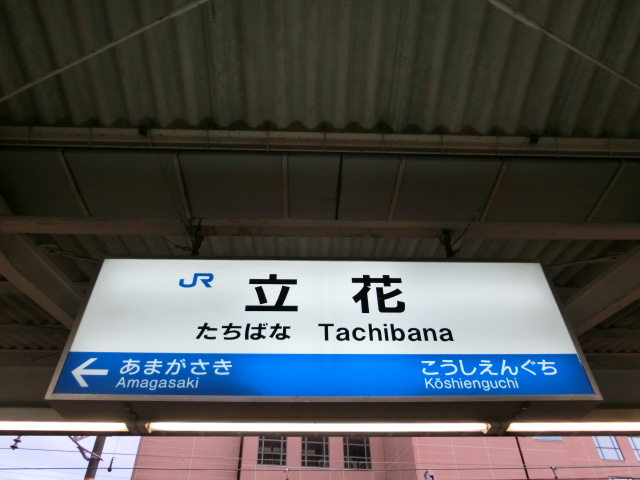 JR 立花
たちばな Tachibana
← あまがさき こうしえんぐち
Amagasaki Kōshienguchi